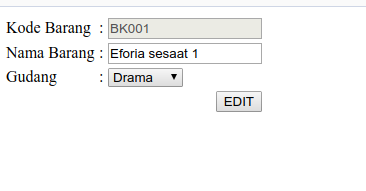 Kode Barang : BK001
Nama Barang : Eforia sesaat 1
Gudang : Drama
EDIT